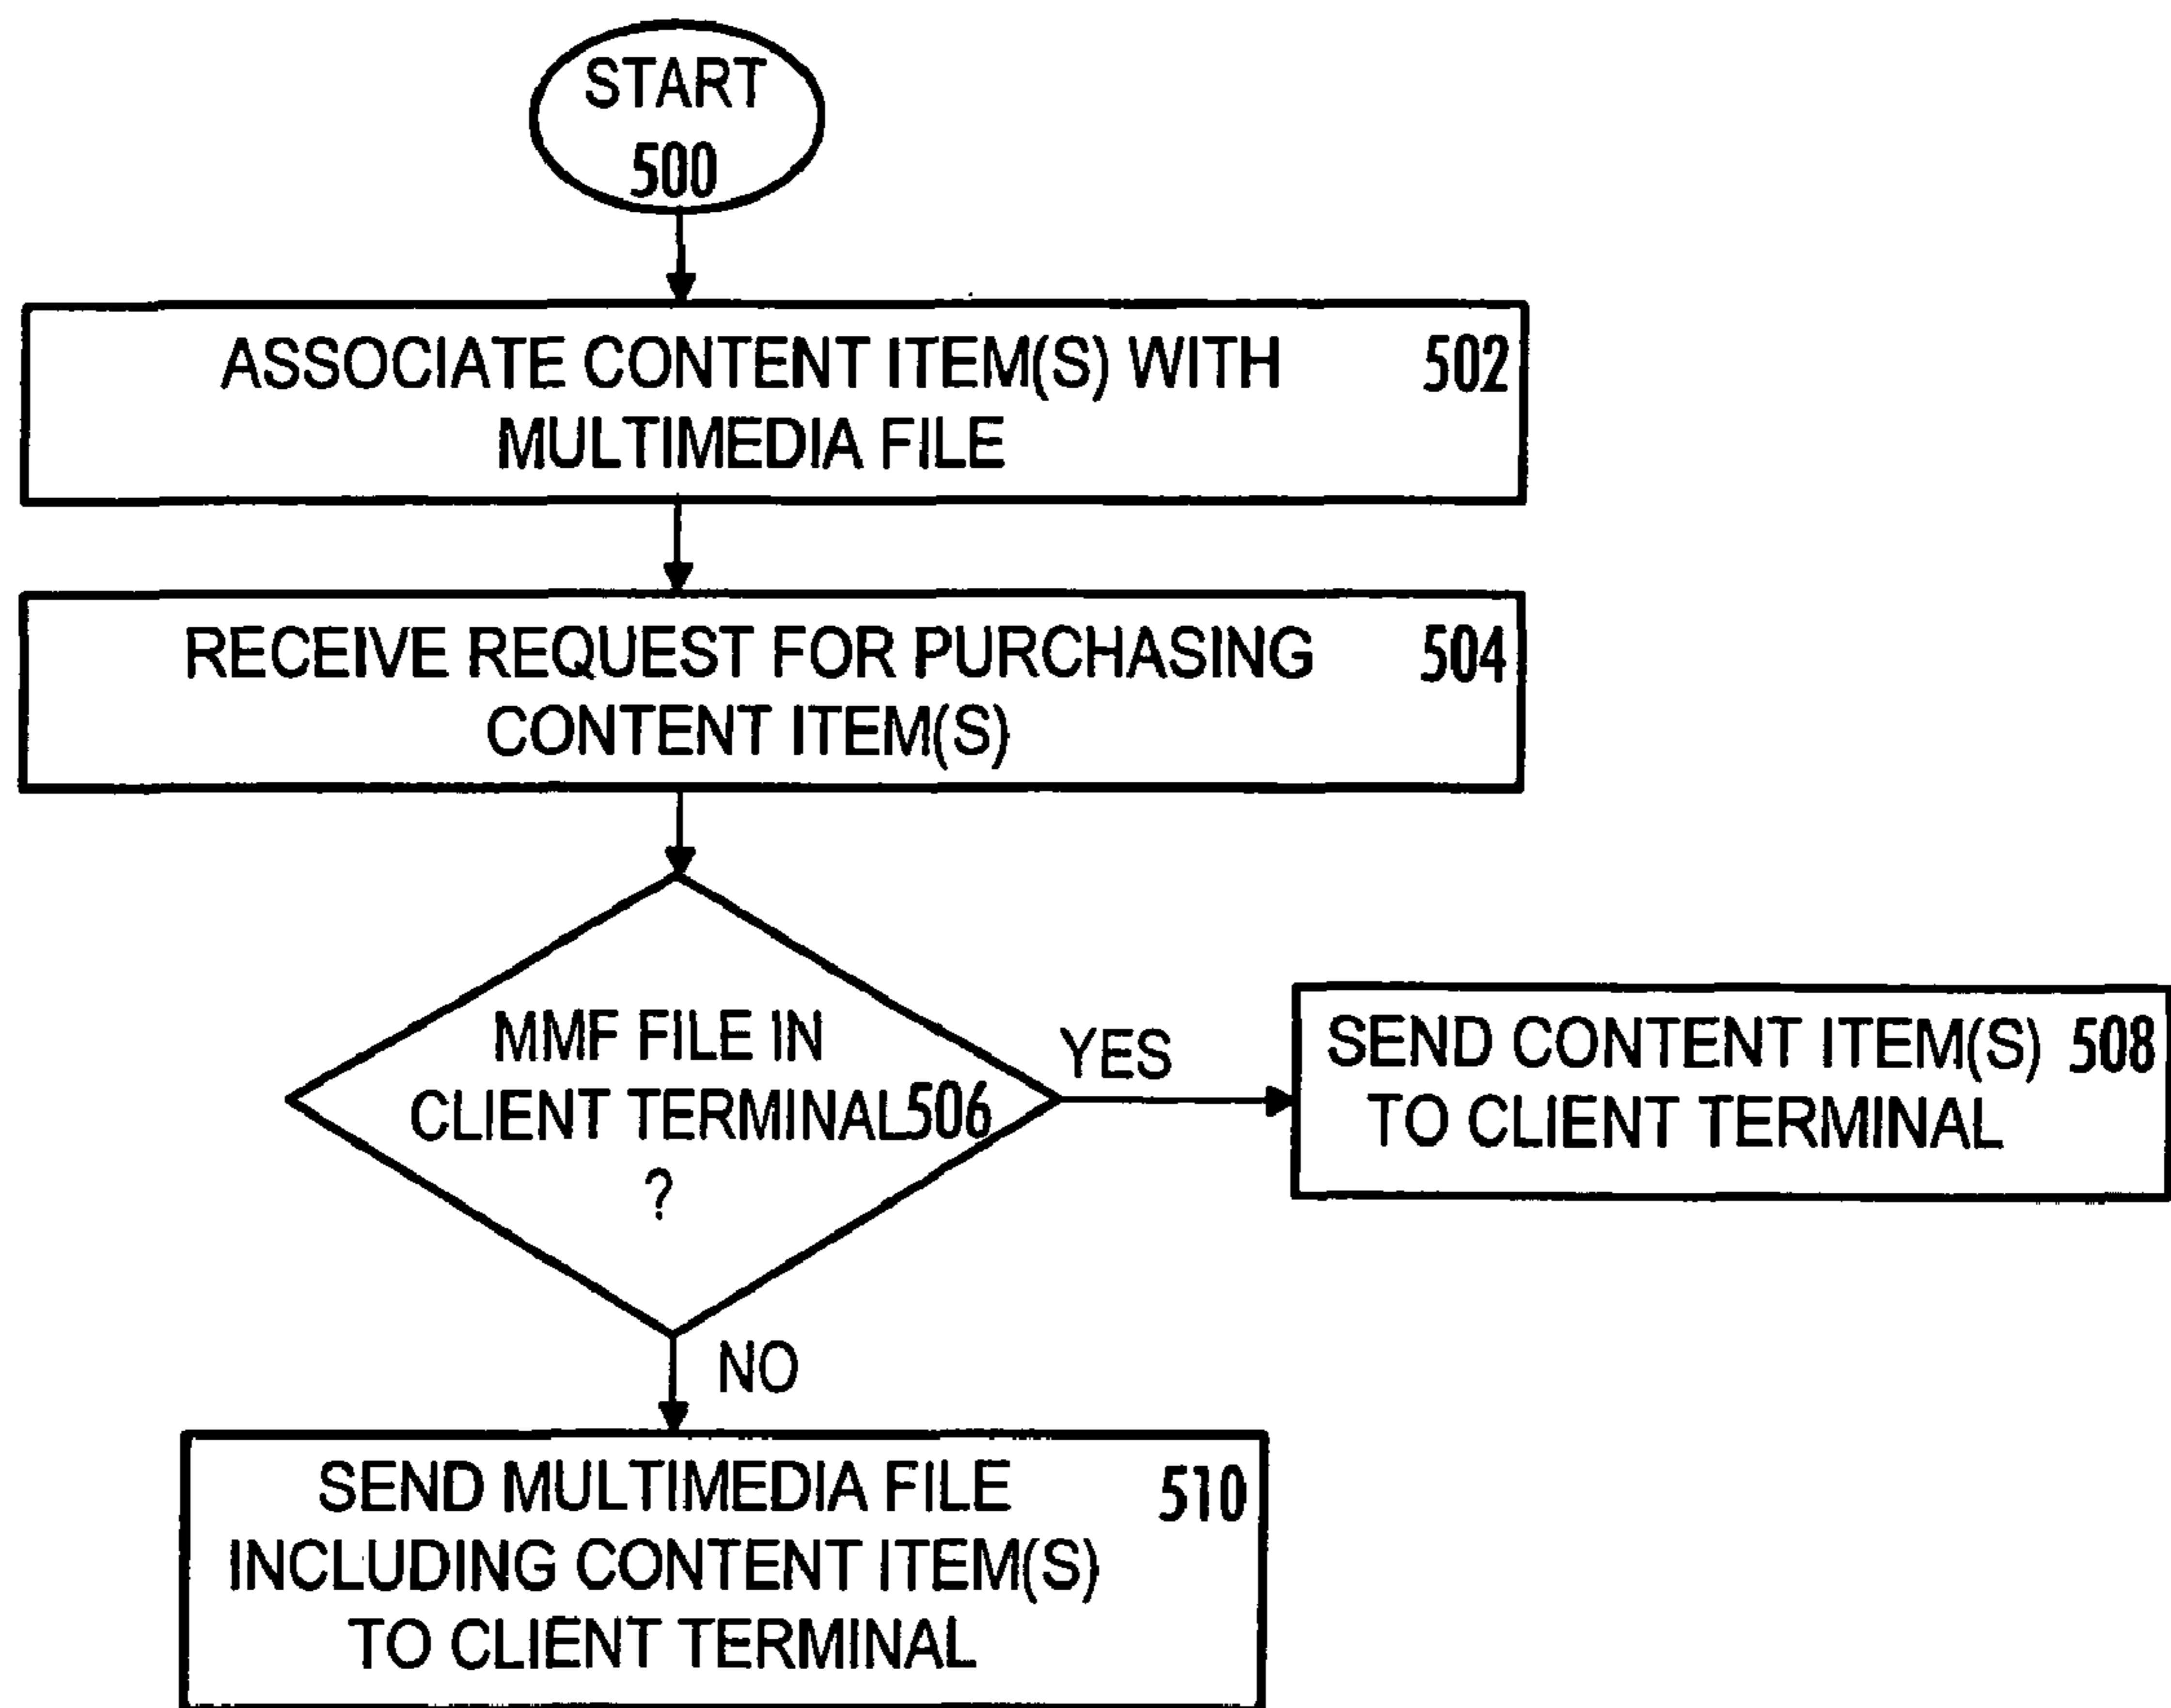 START
500
ASSOCIATE CONTENT ITEM(S) WITH 502
MULTIMEDIA FILE
RECEIVE REQUEST FOR PURCHASING 504
CONTENT ITEM(S)
MMF FILE IN
CLIENT TERMINAL 506
?
YES
SEND CONTENT ITEM(S) 508
TO CLIENT TERMINAL
NO
SEND MULTIMEDIA FILE 510
INCLUDING CONTENT ITEM(S)
TO CLIENT TERMINAL